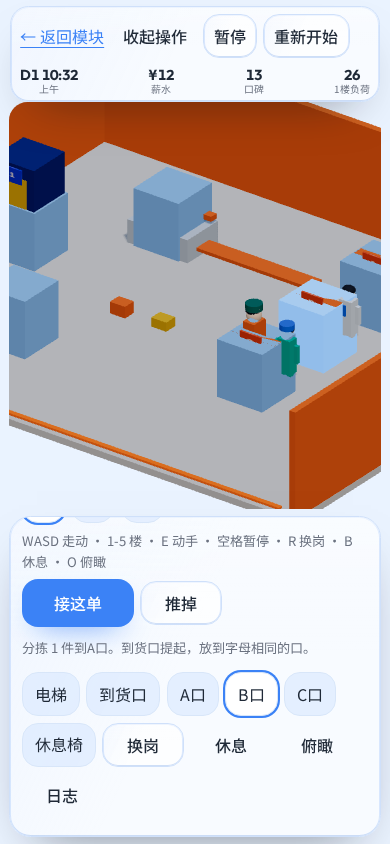 ← 返回模块 收起操作 暂停 重新开始
D1 10:32 ¥12 13 26
上午 薪水 口碑 1楼负荷
WASD 走动 · 1-5 楼 · E 动手 · 空格暂停 · R 换岗 · B
休息 · O 俯瞰
接这单 推掉
分拣 1 件到A口。到货口提起，放到字母相同的口。
电梯 到货口 A口 B口 C口
休息椅 换岗 休息 俯瞰
日志